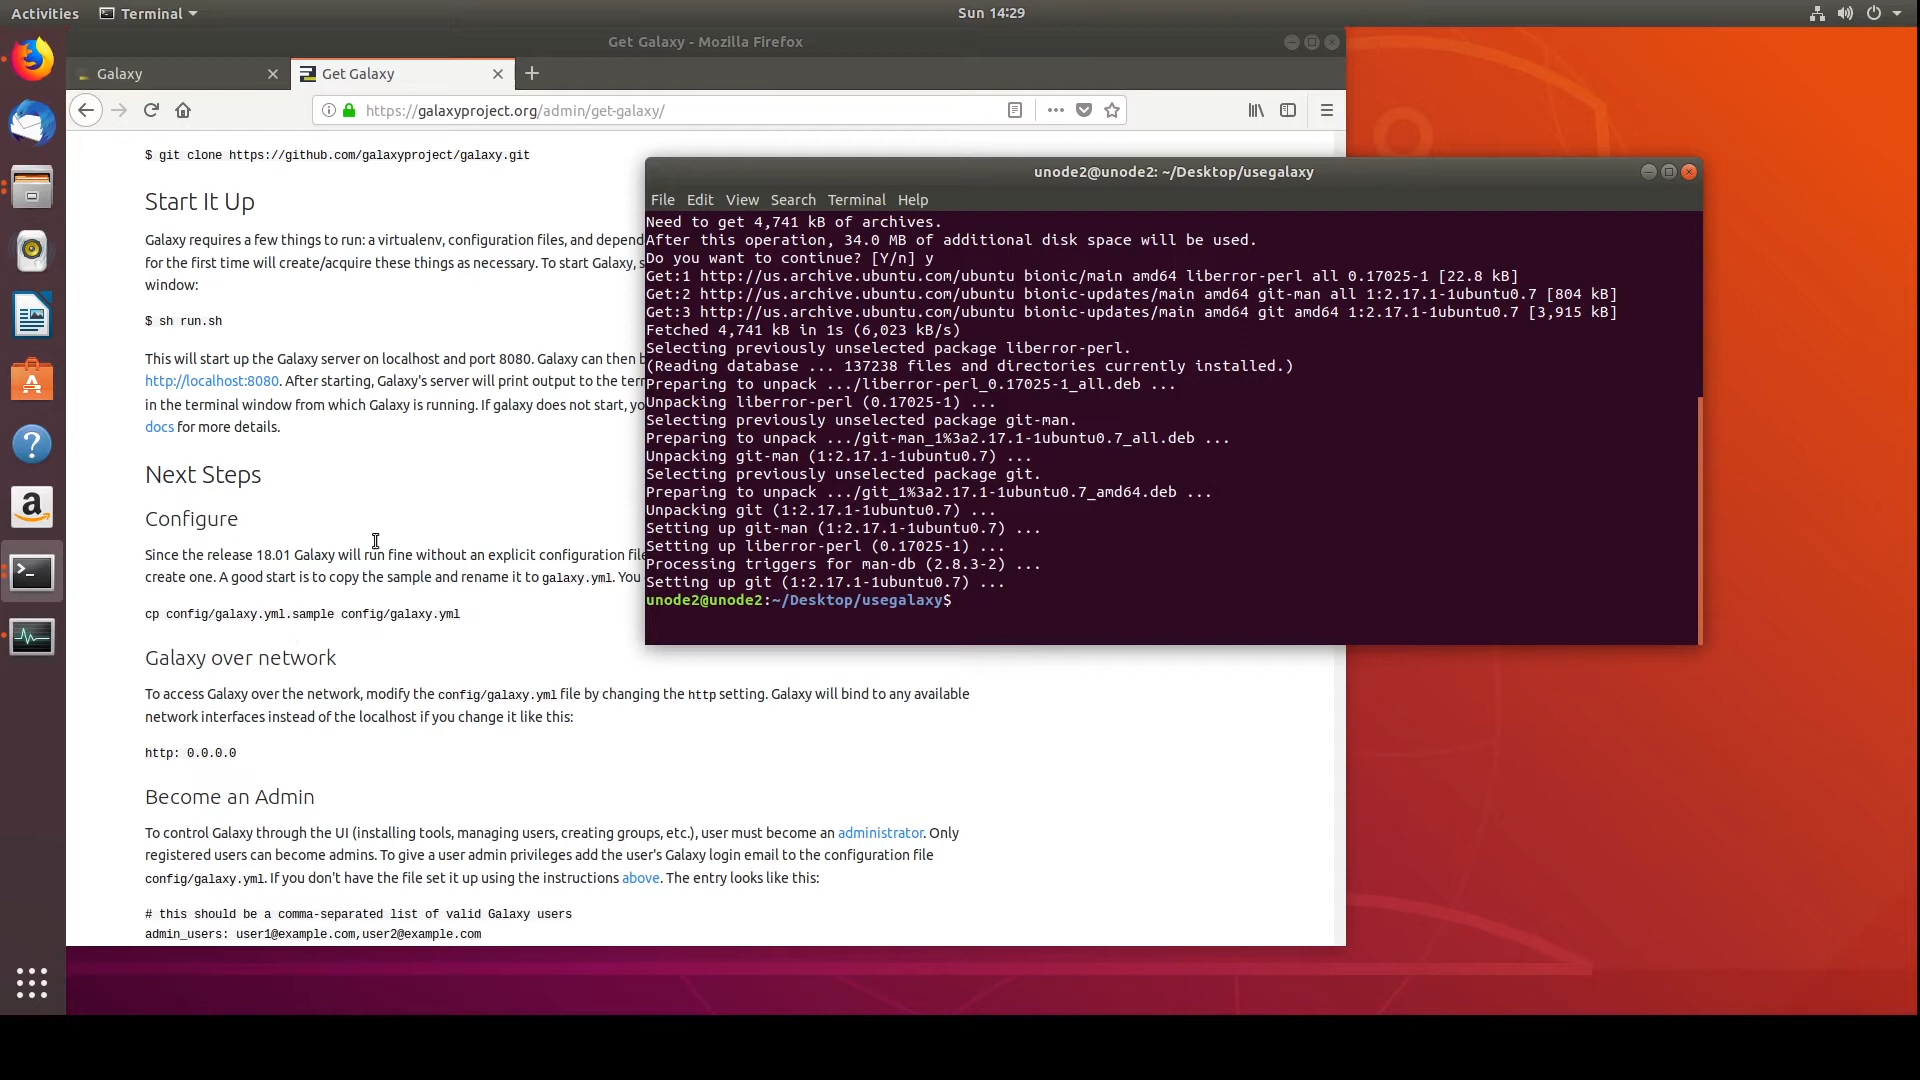 Activities Terminal Sun 14:29
Get Galaxy - Mozilla Firefox
Galaxy Get Galaxy
https://galaxyproject.org/admin/get-galaxy/
$ git clone https://github.com/galaxyproject/galaxy.git
Start It Up
Galaxy requires a few things to run: a virtualenv, configuration files, and depend
for the first time will create/acquire these things as necessary. To start Galaxy, s
window:
$ sh run.sh
This will start up the Galaxy server on localhost and port 8080. Galaxy can then b
http://localhost:8080. After starting, Galaxy's server will print output to the ter
in the terminal window from which Galaxy is running. If galaxy does not start, yo
docs for more details.
Next Steps
Configure
Since the release 18.01 Galaxy will run fine without an explicit configuration file
create one. A good start is to copy the sample and rename it to galaxy.yml. You
cp config/galaxy.yml.sample config/galaxy.yml
Galaxy over network
To access Galaxy over the network, modify the config/galaxy.yml file by changing the http setting. Galaxy will bind to any available
network interfaces instead of the localhost if you change it like this:
http: 0.0.0.0
Become an Admin
To control Galaxy through the UI (installing tools, managing users, creating groups, etc.), user must become an administrator. Only
registered users can become admins. To give a user admin privileges add the user's Galaxy login email to the configuration file
config/galaxy.yml. If you don't have the file set it up using the instructions above. The entry looks like this:
# this should be a comma-separated list of valid Galaxy users
admin_users: user1@example.com,user2@example.com
unode2@unode2: ~/Desktop/usegalaxy
File Edit View Search Terminal Help
Need to get 4,741 kB of archives.
After this operation, 34.0 MB of additional disk space will be used.
Do you want to continue? [Y/n] y
Get:1 http://us.archive.ubuntu.com/ubuntu bionic/main amd64 liberror-perl all 0.17025-1 [22.8 kB]
Get:2 http://us.archive.ubuntu.com/ubuntu bionic-updates/main amd64 git-man all 1:2.17.1-1ubuntu0.7 [804 kB]
Get:3 http://us.archive.ubuntu.com/ubuntu bionic-updates/main amd64 git amd64 1:2.17.1-1ubuntu0.7 [3,915 kB]
Fetched 4,741 kB in 1s (6,023 kB/s)
Selecting previously unselected package liberror-perl.
(Reading database ... 137238 files and directories currently installed.)
Preparing to unpack .../liberror-perl_0.17025-1_all.deb ...
Unpacking liberror-perl (0.17025-1) ...
Selecting previously unselected package git-man.
Preparing to unpack .../git-man_1%3a2.17.1-1ubuntu0.7_all.deb ...
Unpacking git-man (1:2.17.1-1ubuntu0.7) ...
Selecting previously unselected package git.
Preparing to unpack .../git_1%3a2.17.1-1ubuntu0.7_amd64.deb ...
Unpacking git (1:2.17.1-1ubuntu0.7) ...
Setting up git-man (1:2.17.1-1ubuntu0.7) ...
Setting up liberror-perl (0.17025-1) ...
Processing triggers for man-db (2.8.3-2) ...
Setting up git (1:2.17.1-1ubuntu0.7) ...
unode2@unode2:~/Desktop/usegalaxy$